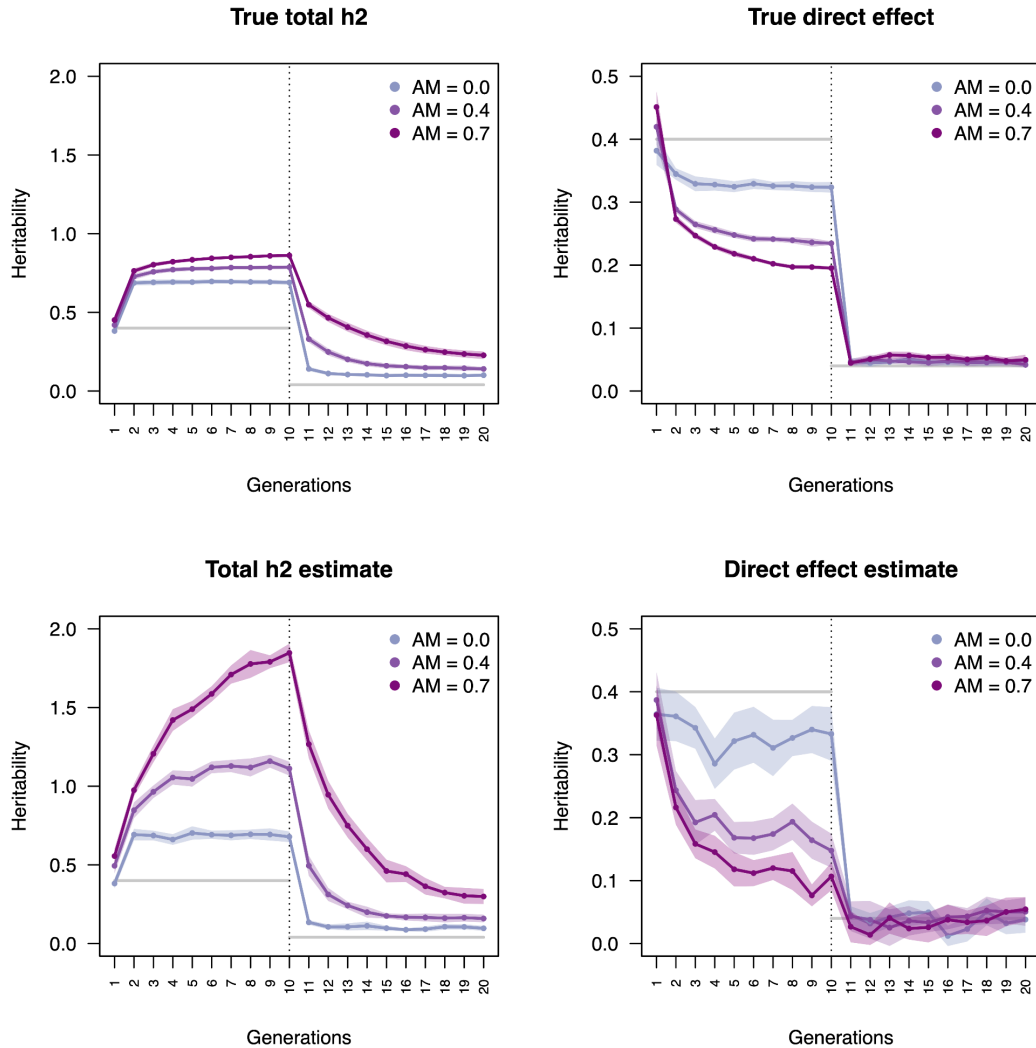 True total h2
2.0
1.5
1.0
0.5
0.0
Heritability
AM = 0.0
AM = 0.4
AM = 0.7
1 2 3 4 5 6 7 8 9 10 11 12 13 14 15 16 17 18 19 20
Generations
True direct effect
0.5
0.4
0.3
0.2
0.1
0.0
Heritability
AM = 0.0
AM = 0.4
AM = 0.7
1 2 3 4 5 6 7 8 9 10 11 12 13 14 15 16 17 18 19 20
Generations
Total h2 estimate
2.0
1.5
1.0
0.5
0.0
Heritability
AM = 0.0
AM = 0.4
AM = 0.7
1 2 3 4 5 6 7 8 9 10 11 12 13 14 15 16 17 18 19 20
Generations
Direct effect estimate
0.5
0.4
0.3
0.2
0.1
0.0
Heritability
AM = 0.0
AM = 0.4
AM = 0.7
1 2 3 4 5 6 7 8 9 10 11 12 13 14 15 16 17 18 19 20
Generations